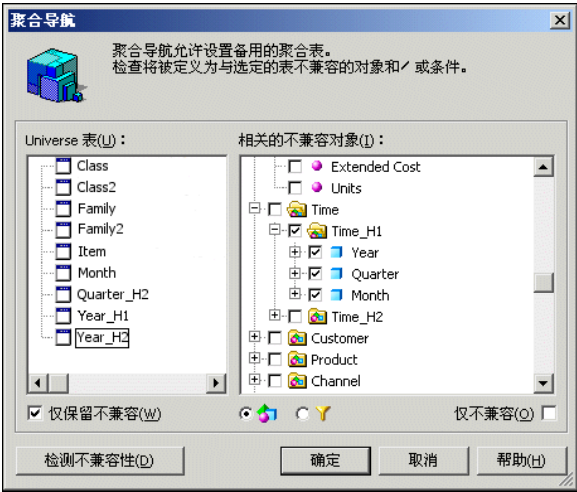 聚合导航
聚合导航允许设置备用的聚合表。
检查将被定义为与选定的表不兼容的对象和/ 或条件。
Universe 表(U)：
Class
Class2
Family
Family2
Item
Month
Quarter_H2
Year_H1
Year_H2
相关的不兼容对象(I)：
Extended Cost
Units
Time
Time_H1
Year
Quarter
Month
Time_H2
Customer
Product
Channel
仅保留不兼容(W)
仅不兼容(O)
检测不兼容性(D)
确定
取消
帮助(H)